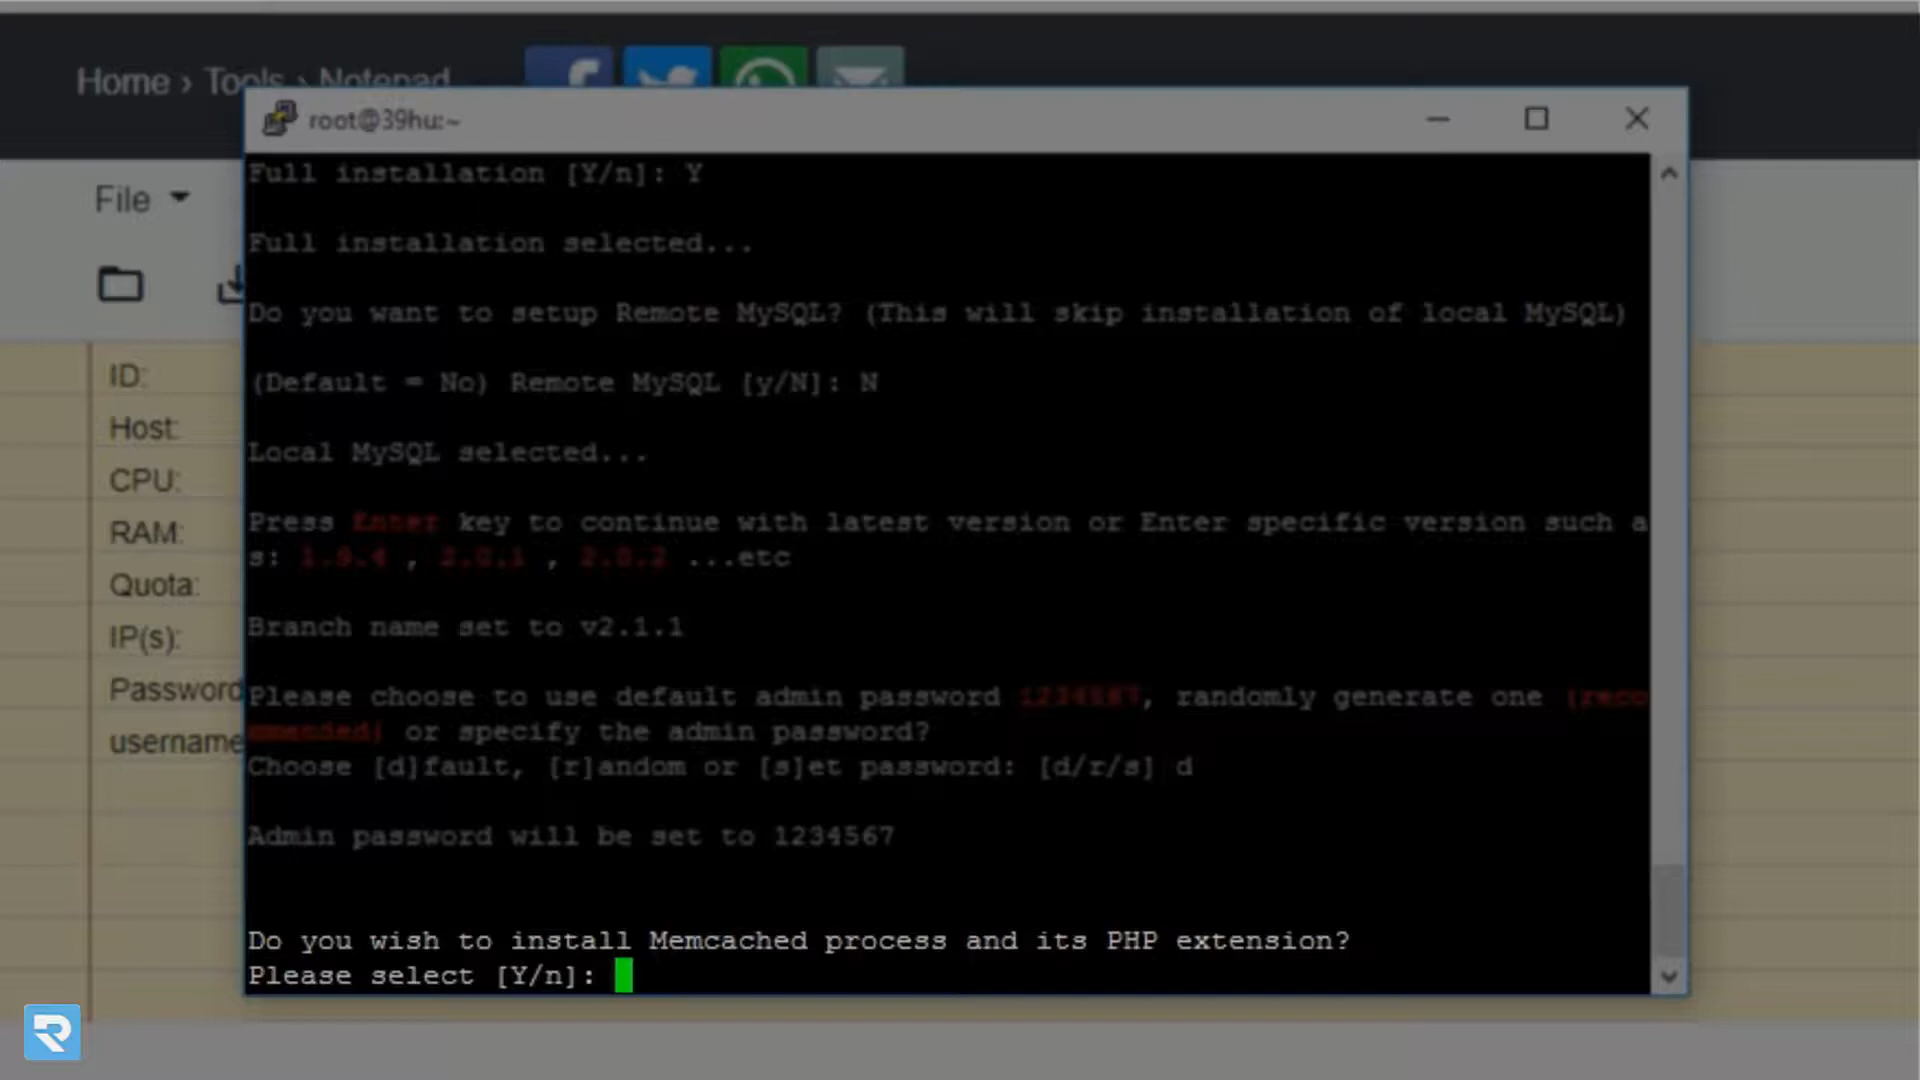 Home › Tools › Notepad
root@39hu:~
File
Full installation [Y/n]: Y
Full installation selected...
Do you want to setup Remote MySQL? (This will skip installation of local MySQL)
(Default = No) Remote MySQL [y/N]: N
Local MySQL selected...
Press Enter key to continue with latest version or Enter specific version such a
s: 1.9.4 , 2.0.1 , 2.0.2 ...etc
Branch name set to v2.1.1
Please choose to use default admin password 1234567, randomly generate one (reco
mmended) or specify the admin password?
Choose [d]fault, [r]andom or [s]et password: [d/r/s] d
Admin password will be set to 1234567
Do you wish to install Memcached process and its PHP extension?
Please select [Y/n]:
ID:
Host:
CPU:
RAM:
Quota:
IP(s):
Password
username